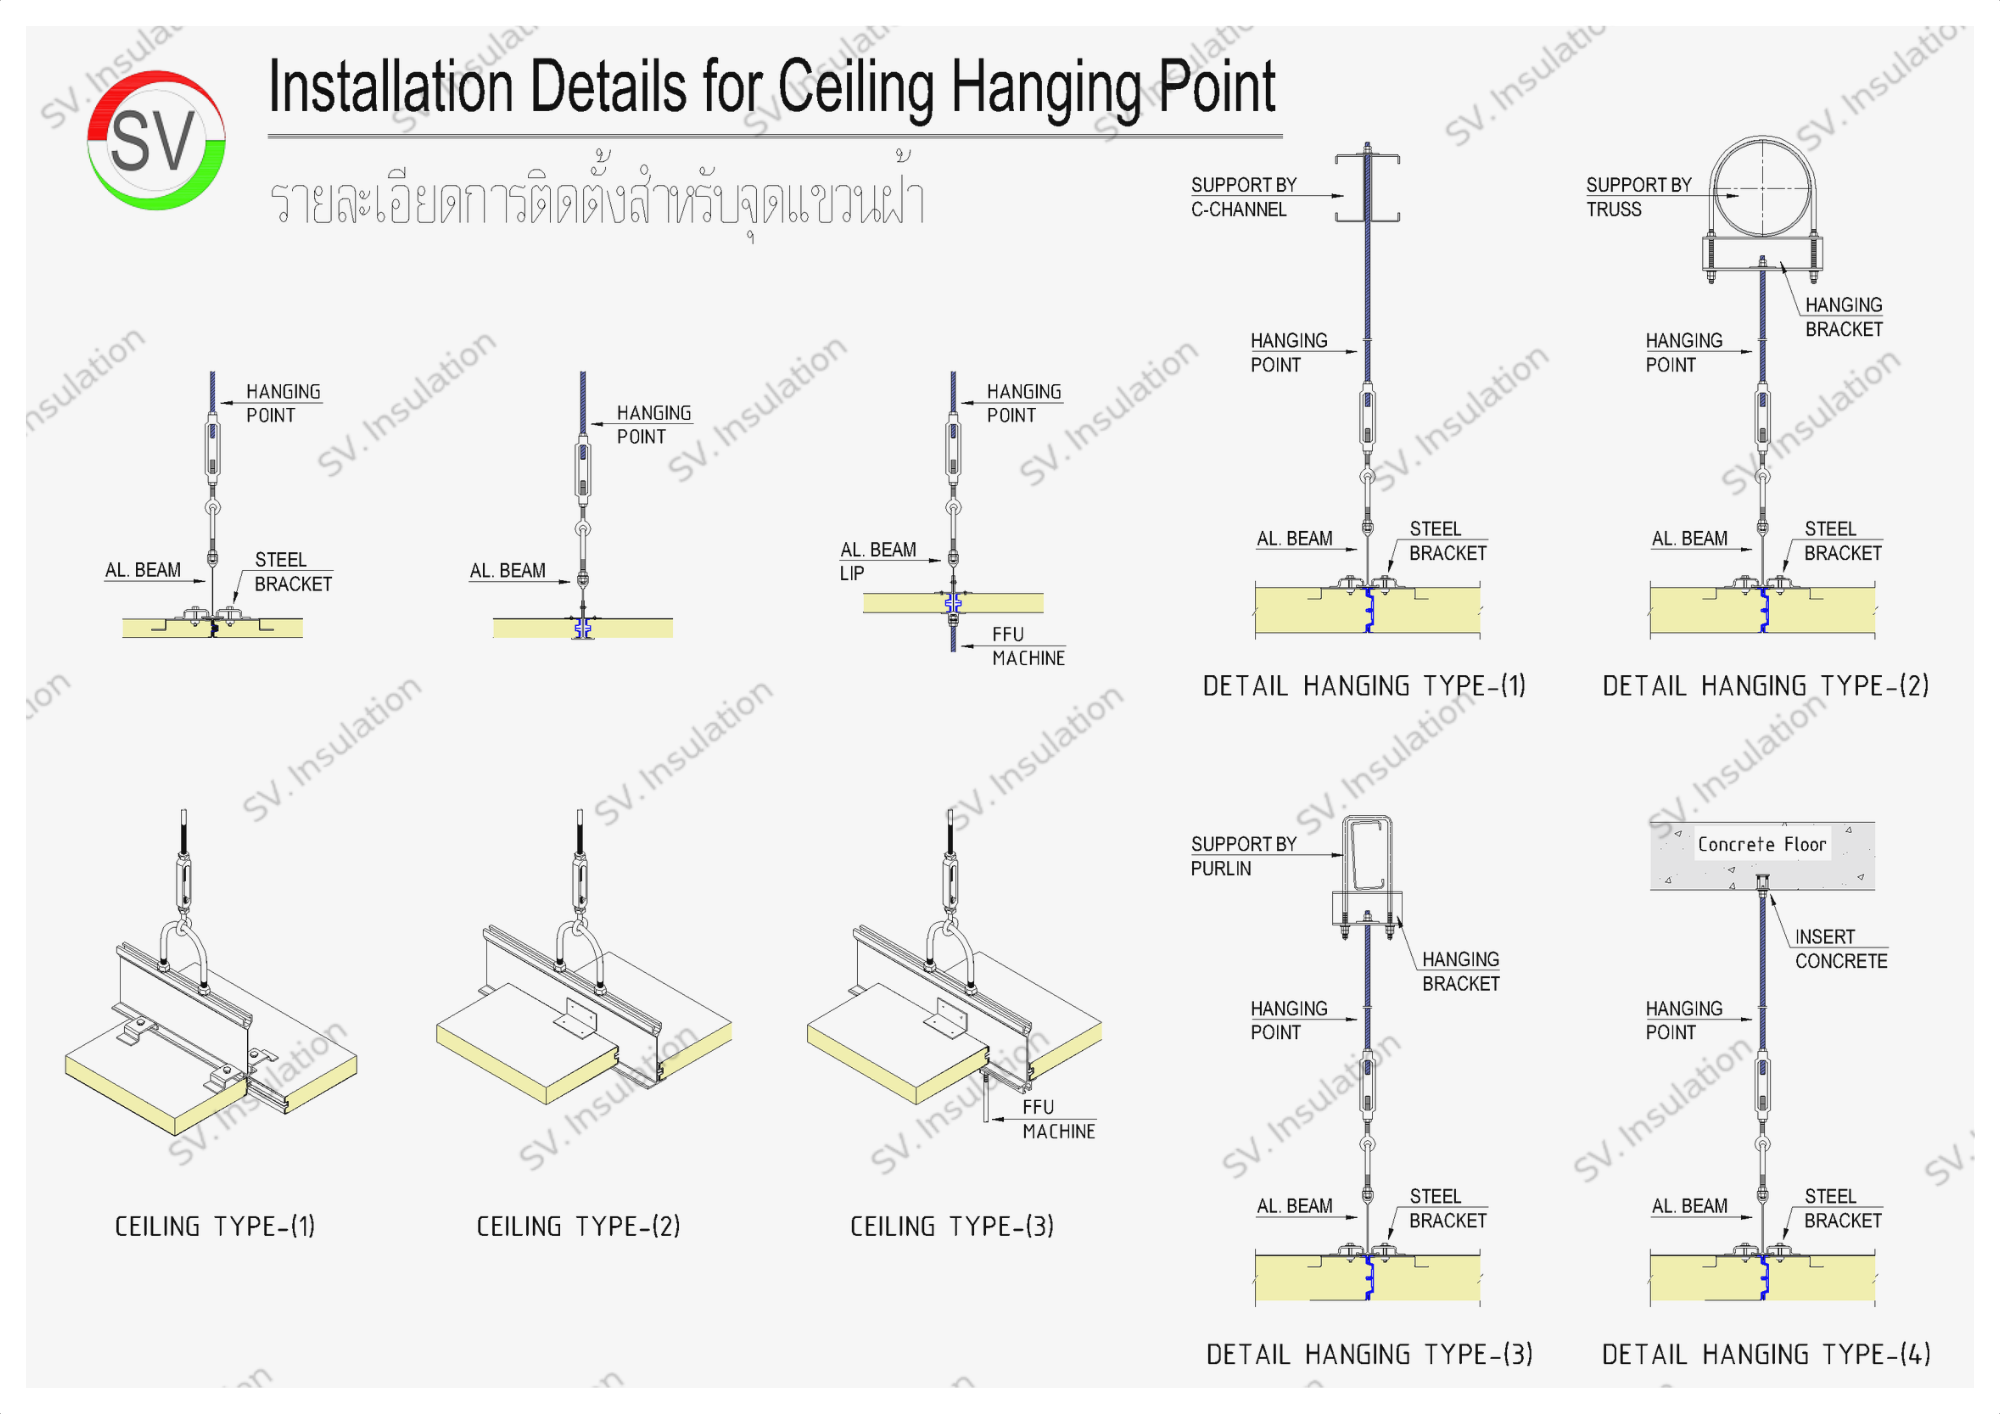 SV
Installation Details for Ceiling Hanging Point
รายละเอียดการติดตั้งสำหรับจุดแขวนฝ้า
HANGING
POINT
AL. BEAM
STEEL
BRACKET
HANGING
POINT
AL. BEAM
HANGING
POINT
AL. BEAM
LIP
FFU
MACHINE
CEILING TYPE-(1)
CEILING TYPE-(2)
FFU
MACHINE
CEILING TYPE-(3)
SUPPORT BY
C-CHANNEL
HANGING
POINT
AL. BEAM
STEEL
BRACKET
DETAIL HANGING TYPE-(1)
SUPPORT BY
TRUSS
HANGING
BRACKET
HANGING
POINT
AL. BEAM
STEEL
BRACKET
DETAIL HANGING TYPE-(2)
SUPPORT BY
PURLIN
HANGING
BRACKET
HANGING
POINT
AL. BEAM
STEEL
BRACKET
DETAIL HANGING TYPE-(3)
Concrete Floor
INSERT
CONCRETE
HANGING
POINT
AL. BEAM
STEEL
BRACKET
DETAIL HANGING TYPE-(4)
SV. Insulation